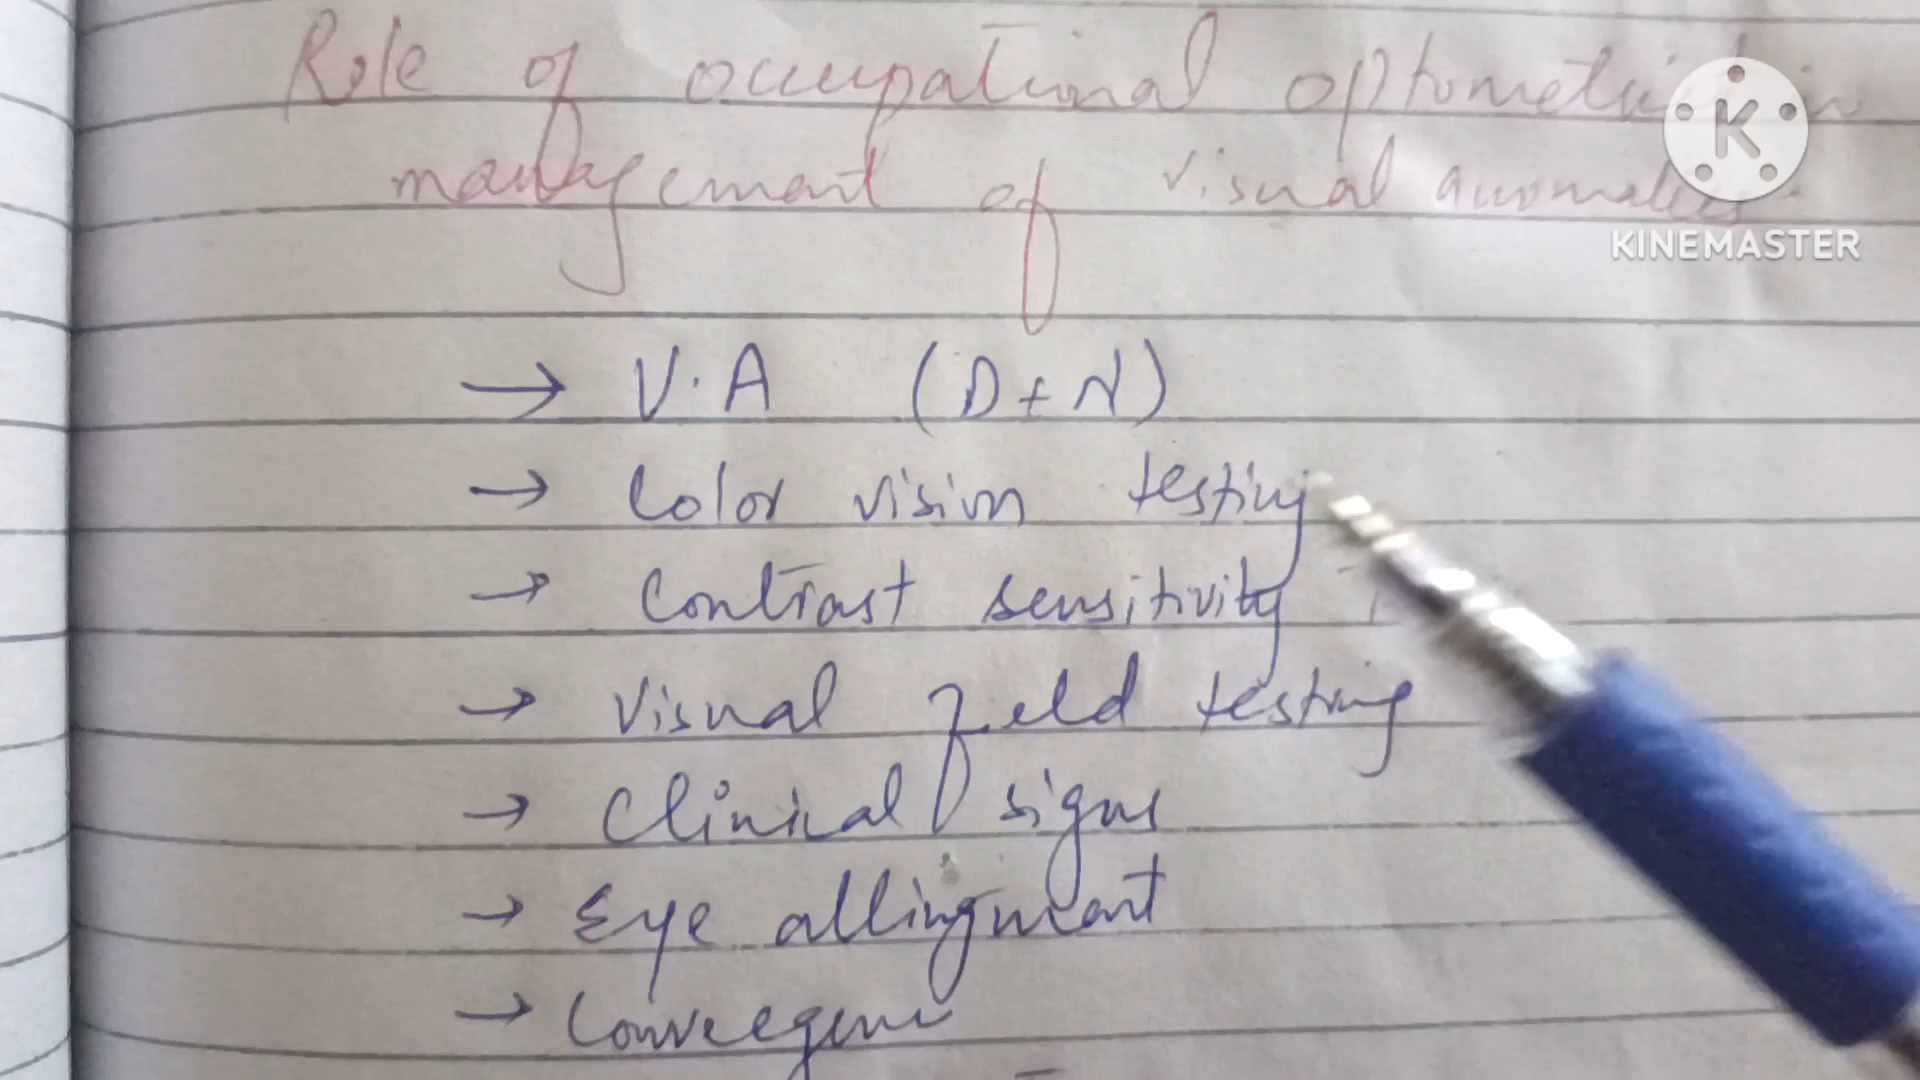 Role of occupational optometrist in
management of visual anomalies
K
KINEMASTER
→ V.A (D + N)
→ Color vision testing
→ Contrast sensitivity
→ Visual field testing
→ Clinical signs
→ Eye allingment
→ Convergence